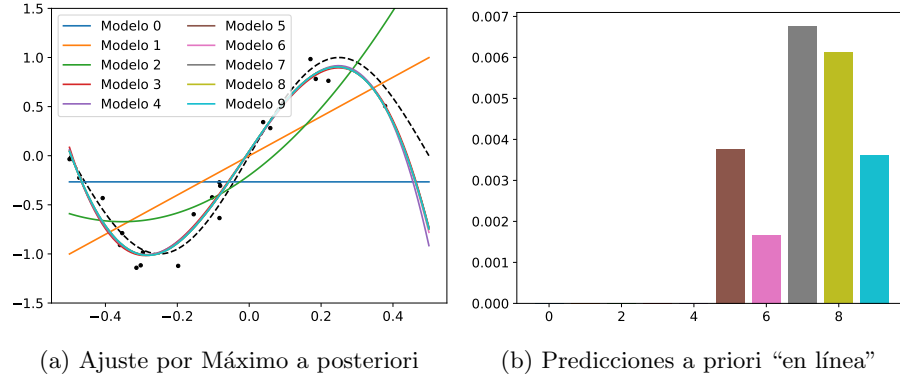 Modelo 0
Modelo 1
Modelo 2
Modelo 3
Modelo 4
Modelo 5
Modelo 6
Modelo 7
Modelo 8
Modelo 9
1.5
1.0
0.5
0.0
−0.5
−1.0
−1.5
−0.4 −0.2 0.0 0.2 0.4
(a) Ajuste por Máximo a posteriori
0.007
0.006
0.005
0.004
0.003
0.002
0.001
0.000
0 2 4 6 8
(b) Predicciones a priori “en línea”